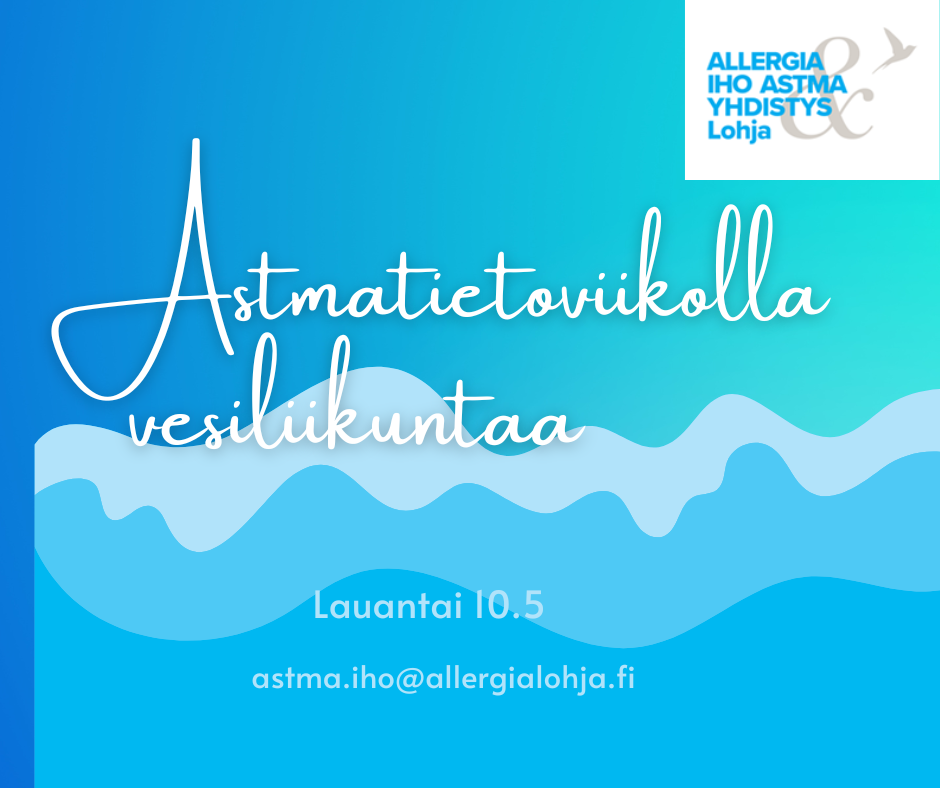 ALLERGIA
IHO ASTMA
YHDISTYS
Lohja
&
Astmatietoviikolla
vesiliikuntaa
Lauantai 10.5
astma.iho@allergialohja.fi